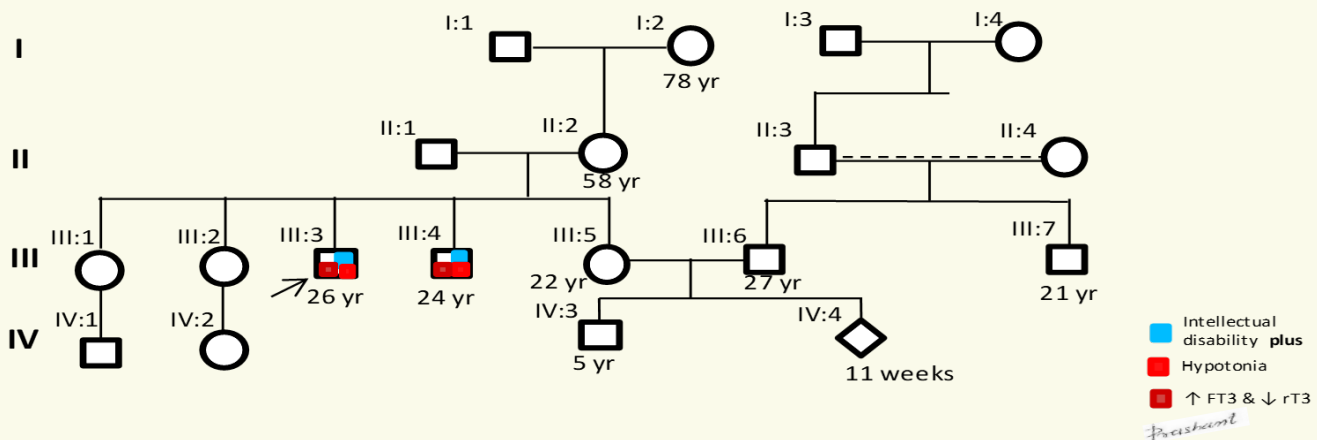 I:1 I:2 I:3 I:4
I
78 yr
II:1 II:2 II:3 II:4
II
58 yr
III:1 III:2 III:3 III:4 III:5 III:6 III:7
III
26 yr 24 yr 22 yr 27 yr 21 yr
IV:1 IV:2 IV:3 IV:4
IV
5 yr 11 weeks
Intellectual
disability plus
Hypotonia
↑ FT3 & ↓ rT3
Prashant